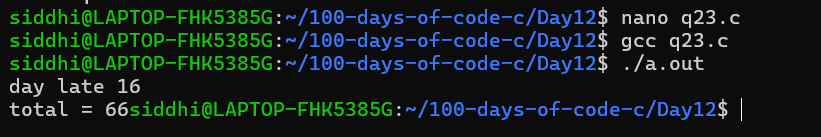 siddhi@LAPTOP-FHK5385G:~/100-days-of-code-c/Day12$ nano q23.c
siddhi@LAPTOP-FHK5385G:~/100-days-of-code-c/Day12$ gcc q23.c
siddhi@LAPTOP-FHK5385G:~/100-days-of-code-c/Day12$ ./a.out
day late 16
total = 66siddhi@LAPTOP-FHK5385G:~/100-days-of-code-c/Day12$